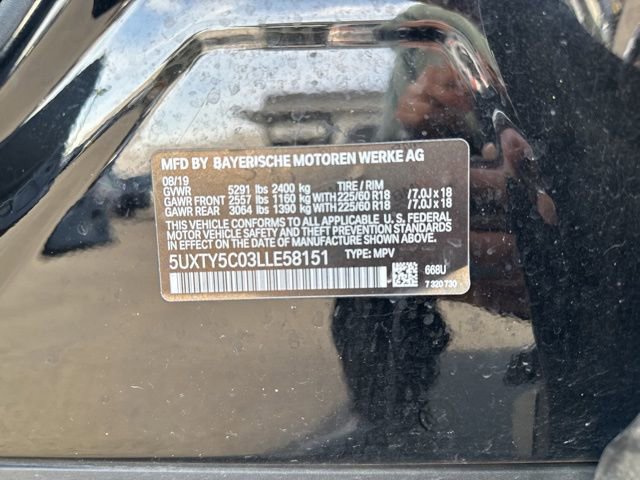 MFD BY BAYERISCHE MOTOREN WERKE AG
08/19
GVWR 5291 lbs 2400 kg TIRE / RIM
GAWR FRONT 2557 lbs 1160 kg WITH 225/60 R18 /7.0J x 18
GAWR REAR 3064 lbs 1390 kg WITH 225/60 R18 /7.0J x 18
THIS VEHICLE CONFORMS TO ALL APPLICABLE U. S. FEDERAL
MOTOR VEHICLE SAFETY AND THEFT PREVENTION STANDARDS
IN EFFECT ON THE DATE OF MANUFACTURE SHOWN ABOVE.
5UXTY5C03LLE58151 TYPE: MPV
668U
7 320 730